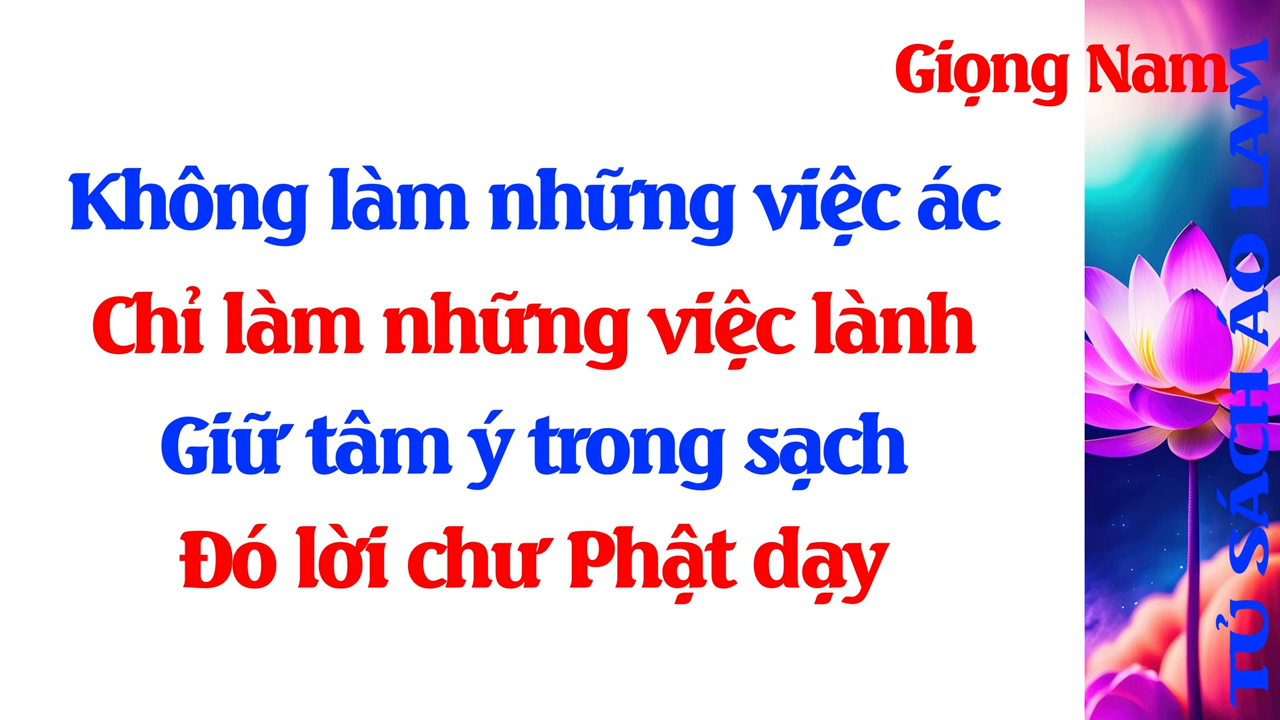 Giọng Nam
Không làm những việc ác
Chỉ làm những việc lành
Giữ tâm ý trong sạch
Đó lời chư Phật dạy
TỦ SÁCH ÁO LAM